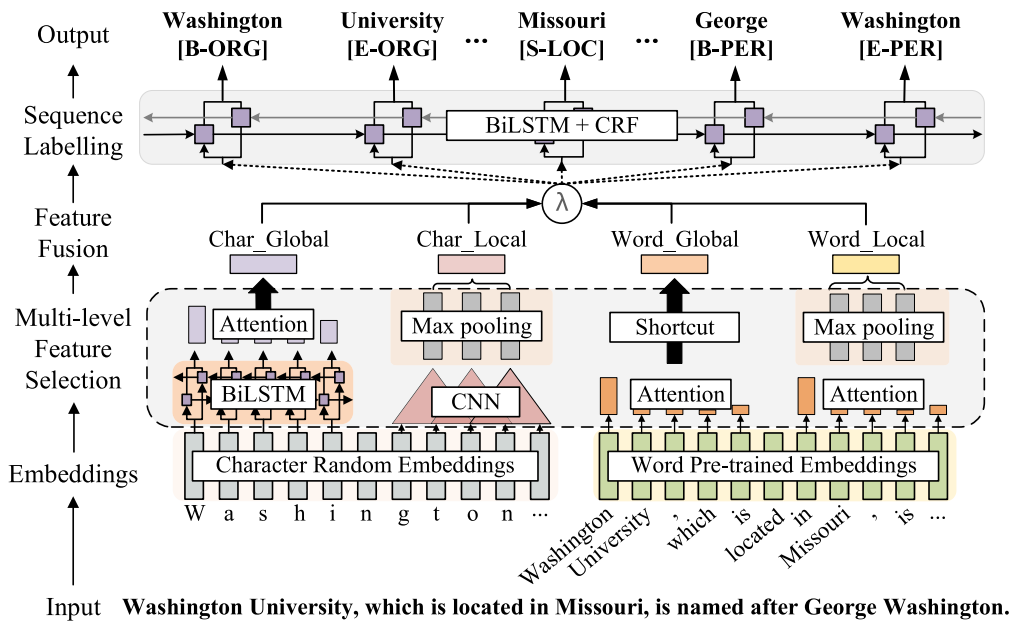 Output
Washington University ... Missouri ... George Washington
[B-ORG] [E-ORG] [S-LOC] [B-PER] [E-PER]
Sequence
Labelling
BiLSTM + CRF
λ
Feature
Fusion
Char_Global Char_Local Word_Global Word_Local
Multi-level
Feature
Selection
Attention Max pooling Shortcut Max pooling
BiLSTM CNN Attention Attention
Embeddings
Character Random Embeddings Word Pre-trained Embeddings
W a s h i n g t o n ...
Washington University , which is located in Missouri , is ...
Input Washington University, which is located in Missouri, is named after George Washington.